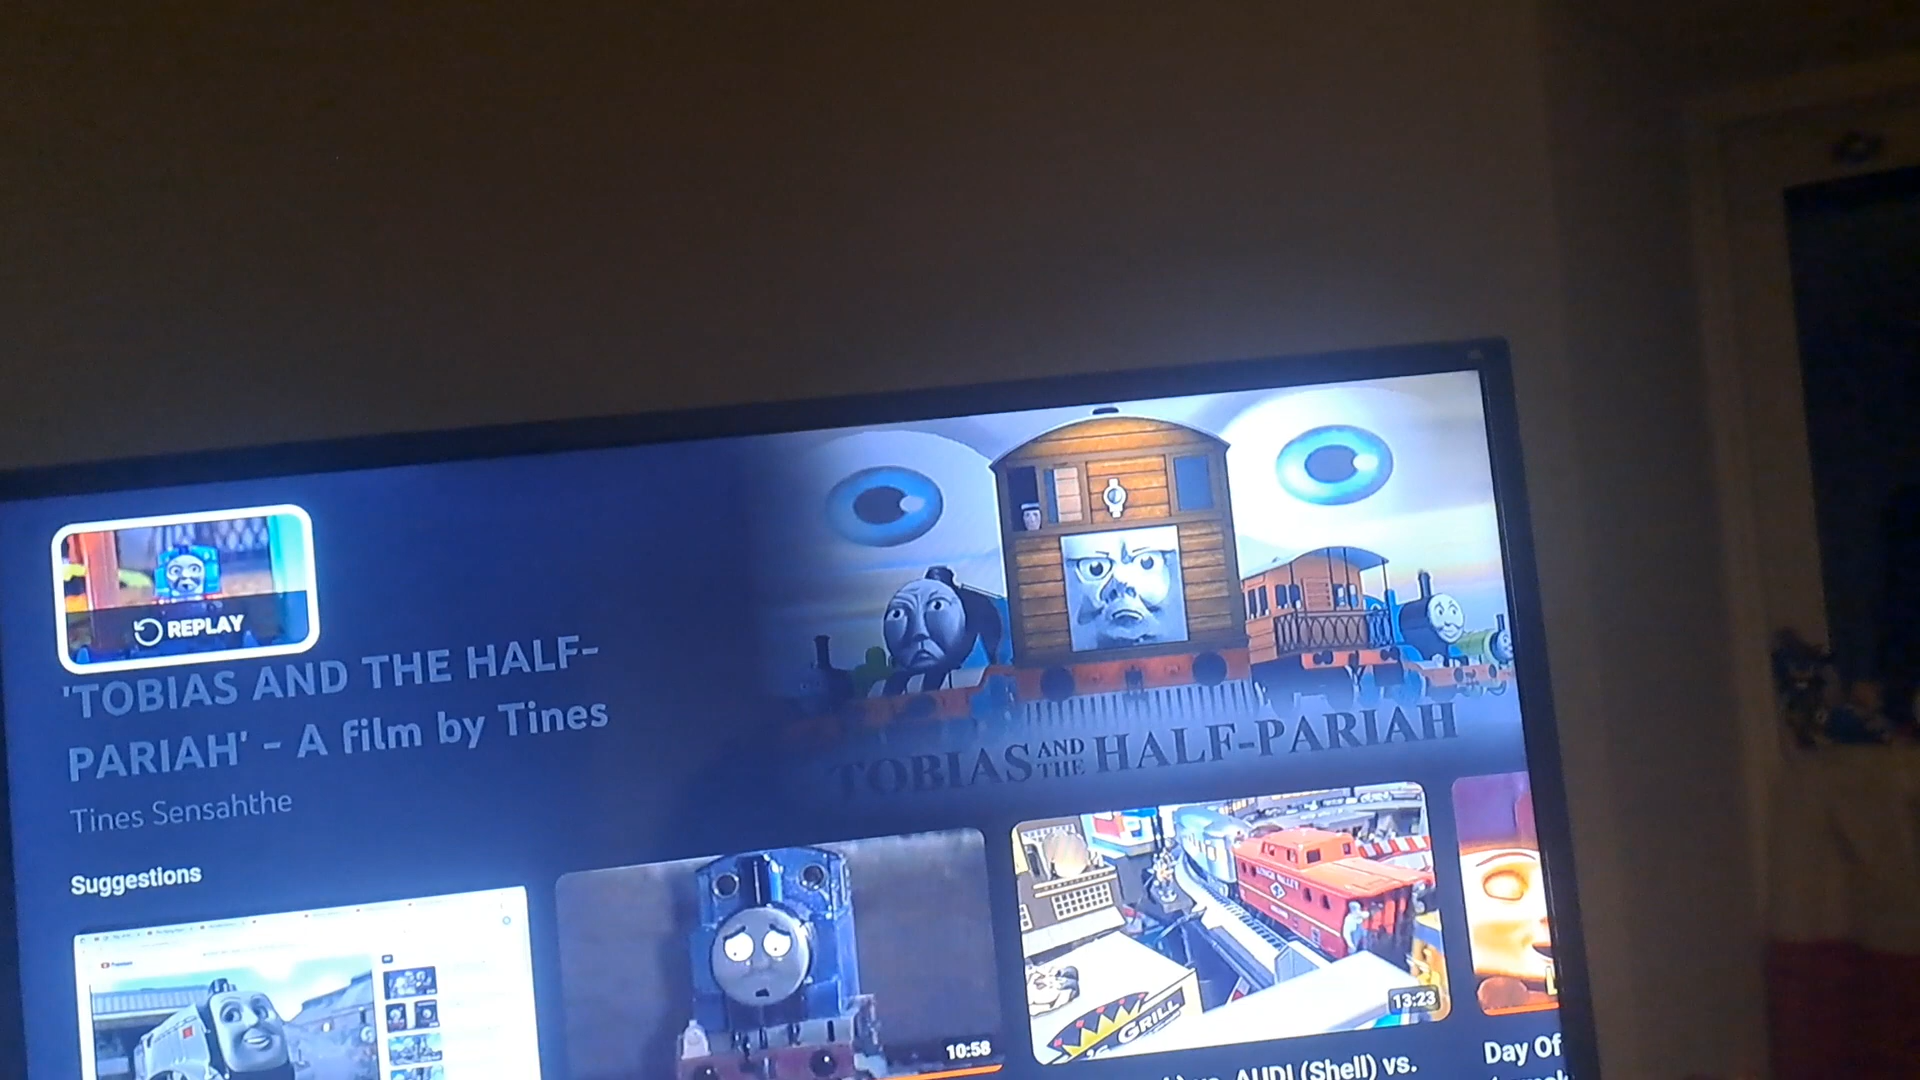 REPLAY
'TOBIAS AND THE HALF-
PARIAH' - A film by Tines
Tines Sensahthe
TOBIAS AND THE HALF-PARIAH
Suggestions
10:58
GRILL
13:23
AUDI (Shell) vs.
Day Of